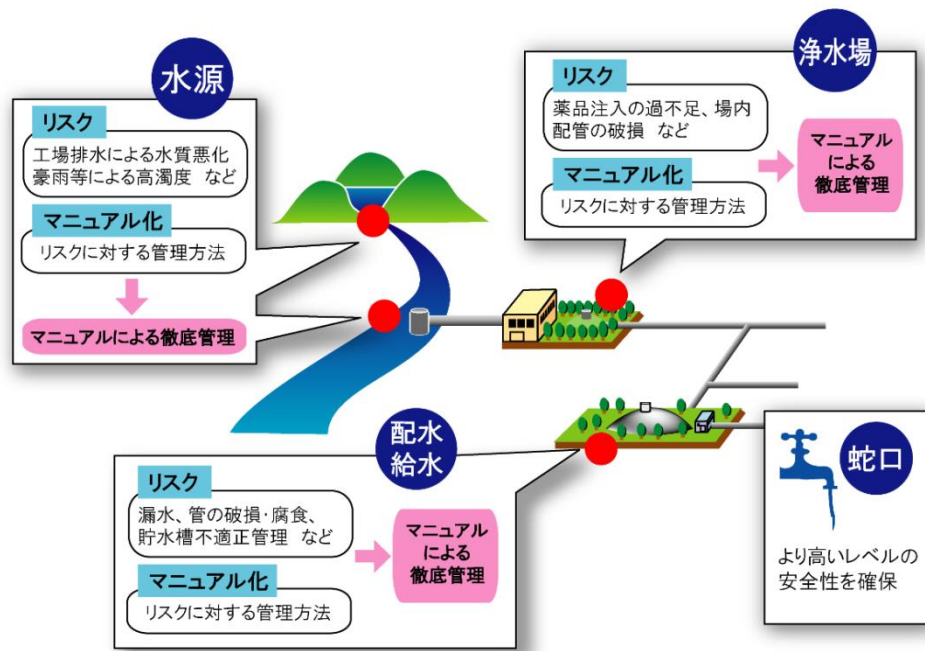 水源
リスク
工場排水による水質悪化
豪雨等による高濁度 など
マニュアル化
リスクに対する管理方法
マニュアルによる徹底管理
浄水場
リスク
薬品注入の過不足、場内
配管の破損 など
マニュアル化
リスクに対する管理方法
マニュアル
による
徹底管理
配水
給水
リスク
漏水、管の破損・腐食、
貯水槽不適正管理 など
マニュアル化
リスクに対する管理方法
マニュアル
による
徹底管理
蛇口
より高いレベルの
安全性を確保